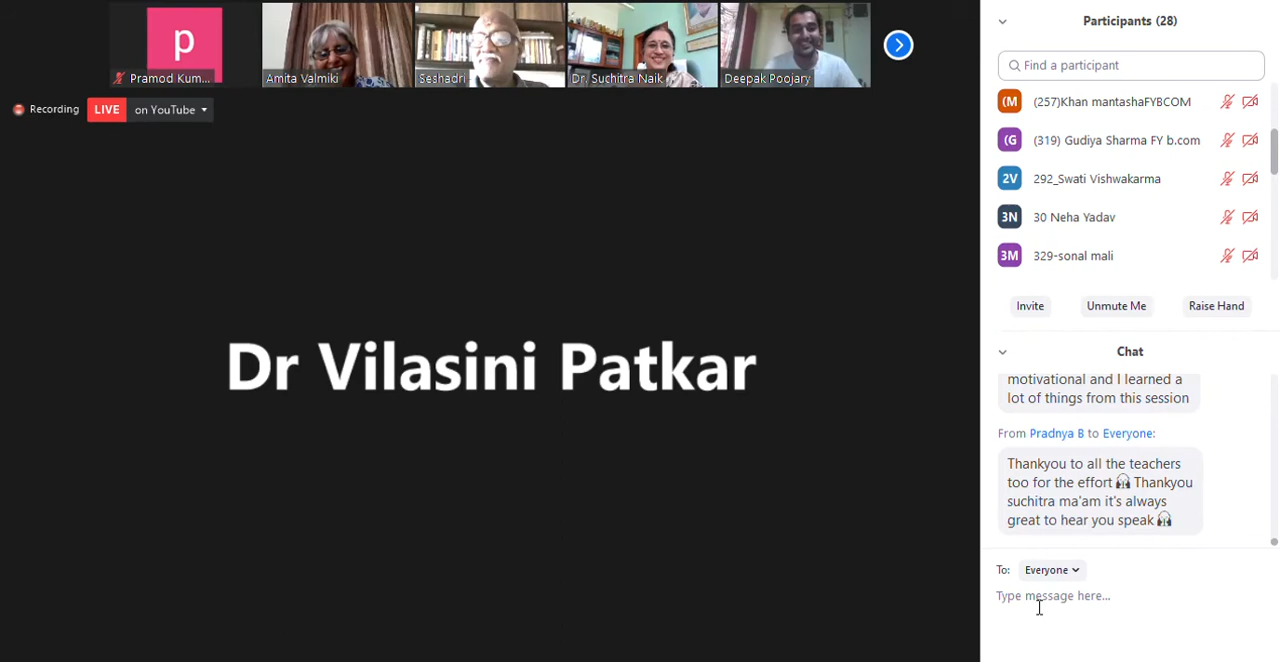 p
Pramod Kum...
Amita Valmiki
Seshadri
Dr. Suchitra Naik
Deepak Poojary
Recording
LIVE on YouTube
Dr Vilasini Patkar
Participants (28)
Find a participant
(M (257)Khan mantashaFYBCOM
(G (319) Gudiya Sharma FY b.com
2V 292_Swati Vishwakarma
3N 30 Neha Yadav
3M 329-sonal mali
Invite Unmute Me Raise Hand
Chat
motivational and I learned a
lot of things from this session
From Pradnya B to Everyone:
Thankyou to all the teachers
too for the effort 🙌 Thankyou
suchitra ma'am it's always
great to hear you speak 🙌
To: Everyone
Type message here...